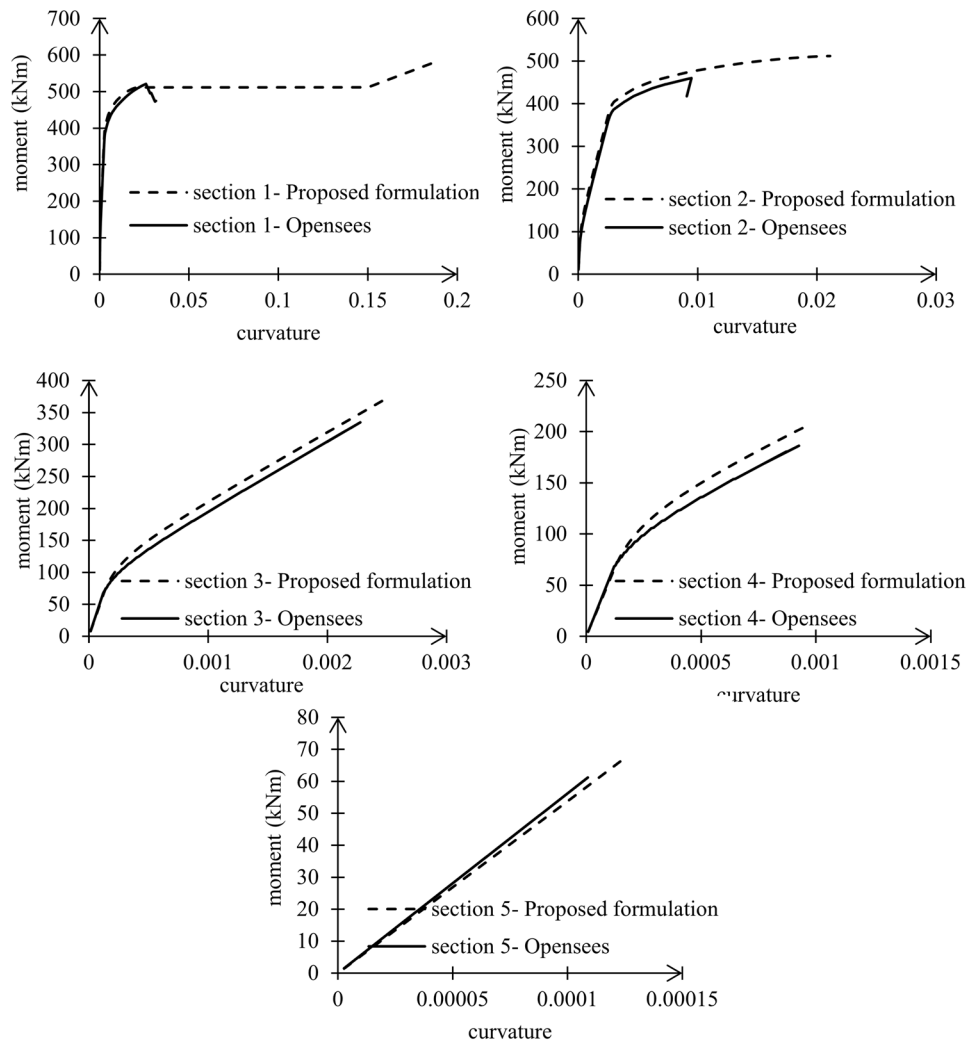 700
600
500
400
300
200
100
0
moment (kNm)
section 1- Proposed formulation
section 1- Opensees
0 0.05 0.1 0.15 0.2
curvature
600
500
400
300
200
100
0
moment (kNm)
section 2- Proposed formulation
section 2- Opensees
0 0.01 0.02 0.03
curvature
400
350
300
250
200
150
100
50
0
moment (kNm)
section 3- Proposed formulation
section 3- Opensees
0 0.001 0.002 0.003
curvature
250
200
150
100
50
0
moment (kNm)
section 4- Proposed formulation
section 4- Opensees
0 0.0005 0.001 0.0015
curvature
80
70
60
50
40
30
20
10
0
moment (kNm)
section 5- Proposed formulation
section 5- Opensees
0 0.00005 0.0001 0.00015
curvature